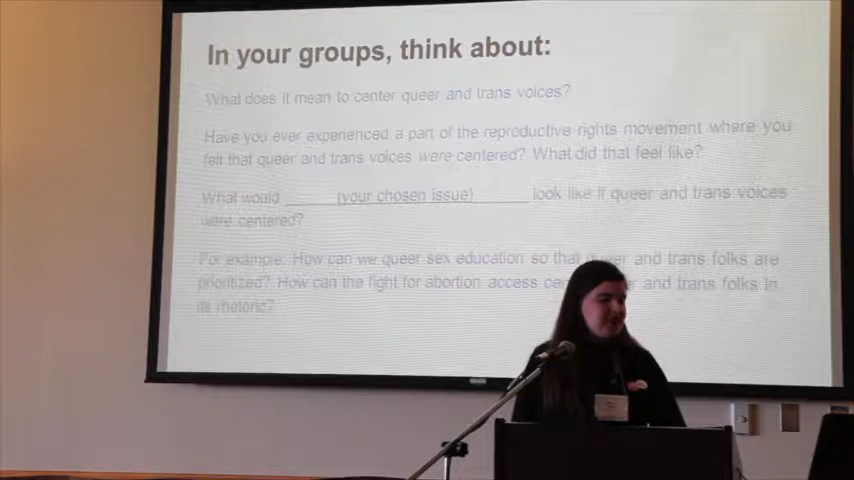 In your groups, think about:
What does it mean to center queer and trans voices?
Have you ever experienced a part of the reproductive rights movement where you
felt that queer and trans voices were centered? What did that feel like?
What would ______(your chosen issue)_______ look like if queer and trans voices
were centered?
For example: How can we queer sex education so that queer and trans folks are
prioritized? How can the fight for abortion access and trans folks in
its rhetoric?